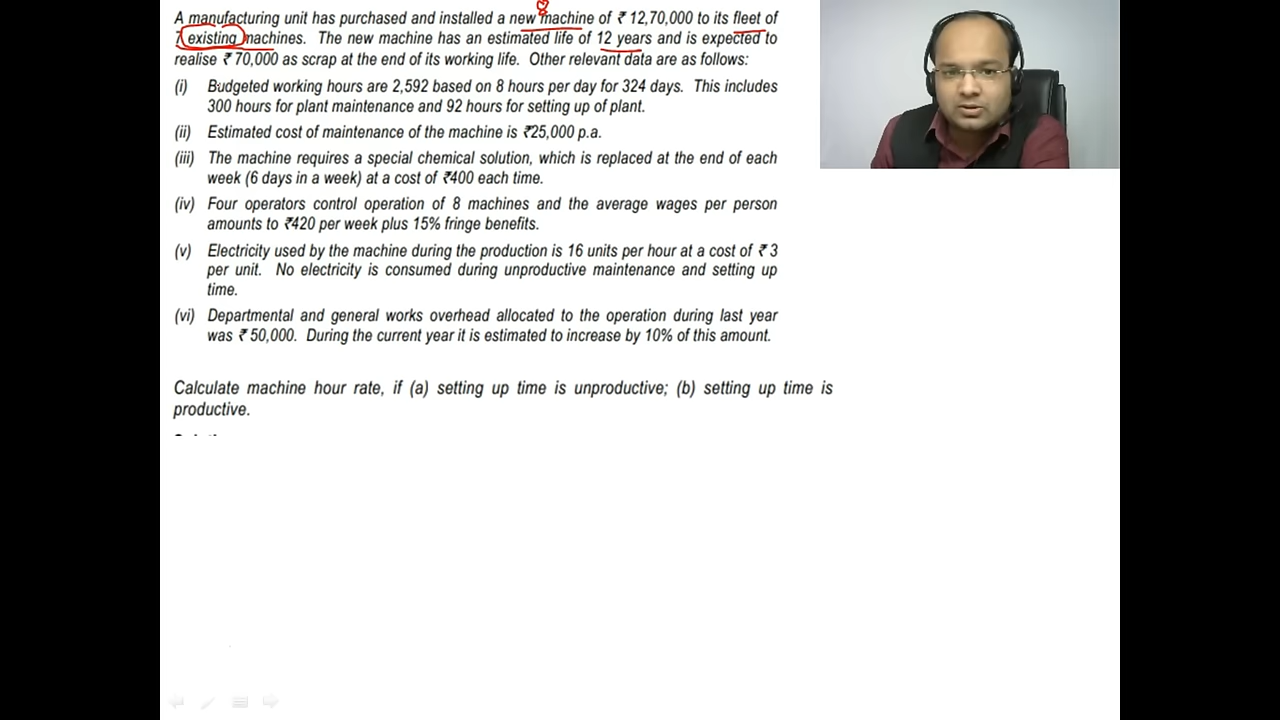 8
A manufacturing unit has purchased and installed a new machine of ₹ 12,70,000 to its fleet of
7 existing machines. The new machine has an estimated life of 12 years and is expected to
realise ₹ 70,000 as scrap at the end of its working life. Other relevant data are as follows:
(i) Budgeted working hours are 2,592 based on 8 hours per day for 324 days. This includes
300 hours for plant maintenance and 92 hours for setting up of plant.
(ii) Estimated cost of maintenance of the machine is ₹25,000 p.a.
(iii) The machine requires a special chemical solution, which is replaced at the end of each
week (6 days in a week) at a cost of ₹400 each time.
(iv) Four operators control operation of 8 machines and the average wages per person
amounts to ₹420 per week plus 15% fringe benefits.
(v) Electricity used by the machine during the production is 16 units per hour at a cost of ₹ 3
per unit. No electricity is consumed during unproductive maintenance and setting up
time.
(vi) Departmental and general works overhead allocated to the operation during last year
was ₹ 50,000. During the current year it is estimated to increase by 10% of this amount.
Calculate machine hour rate, if (a) setting up time is unproductive; (b) setting up time is
productive.